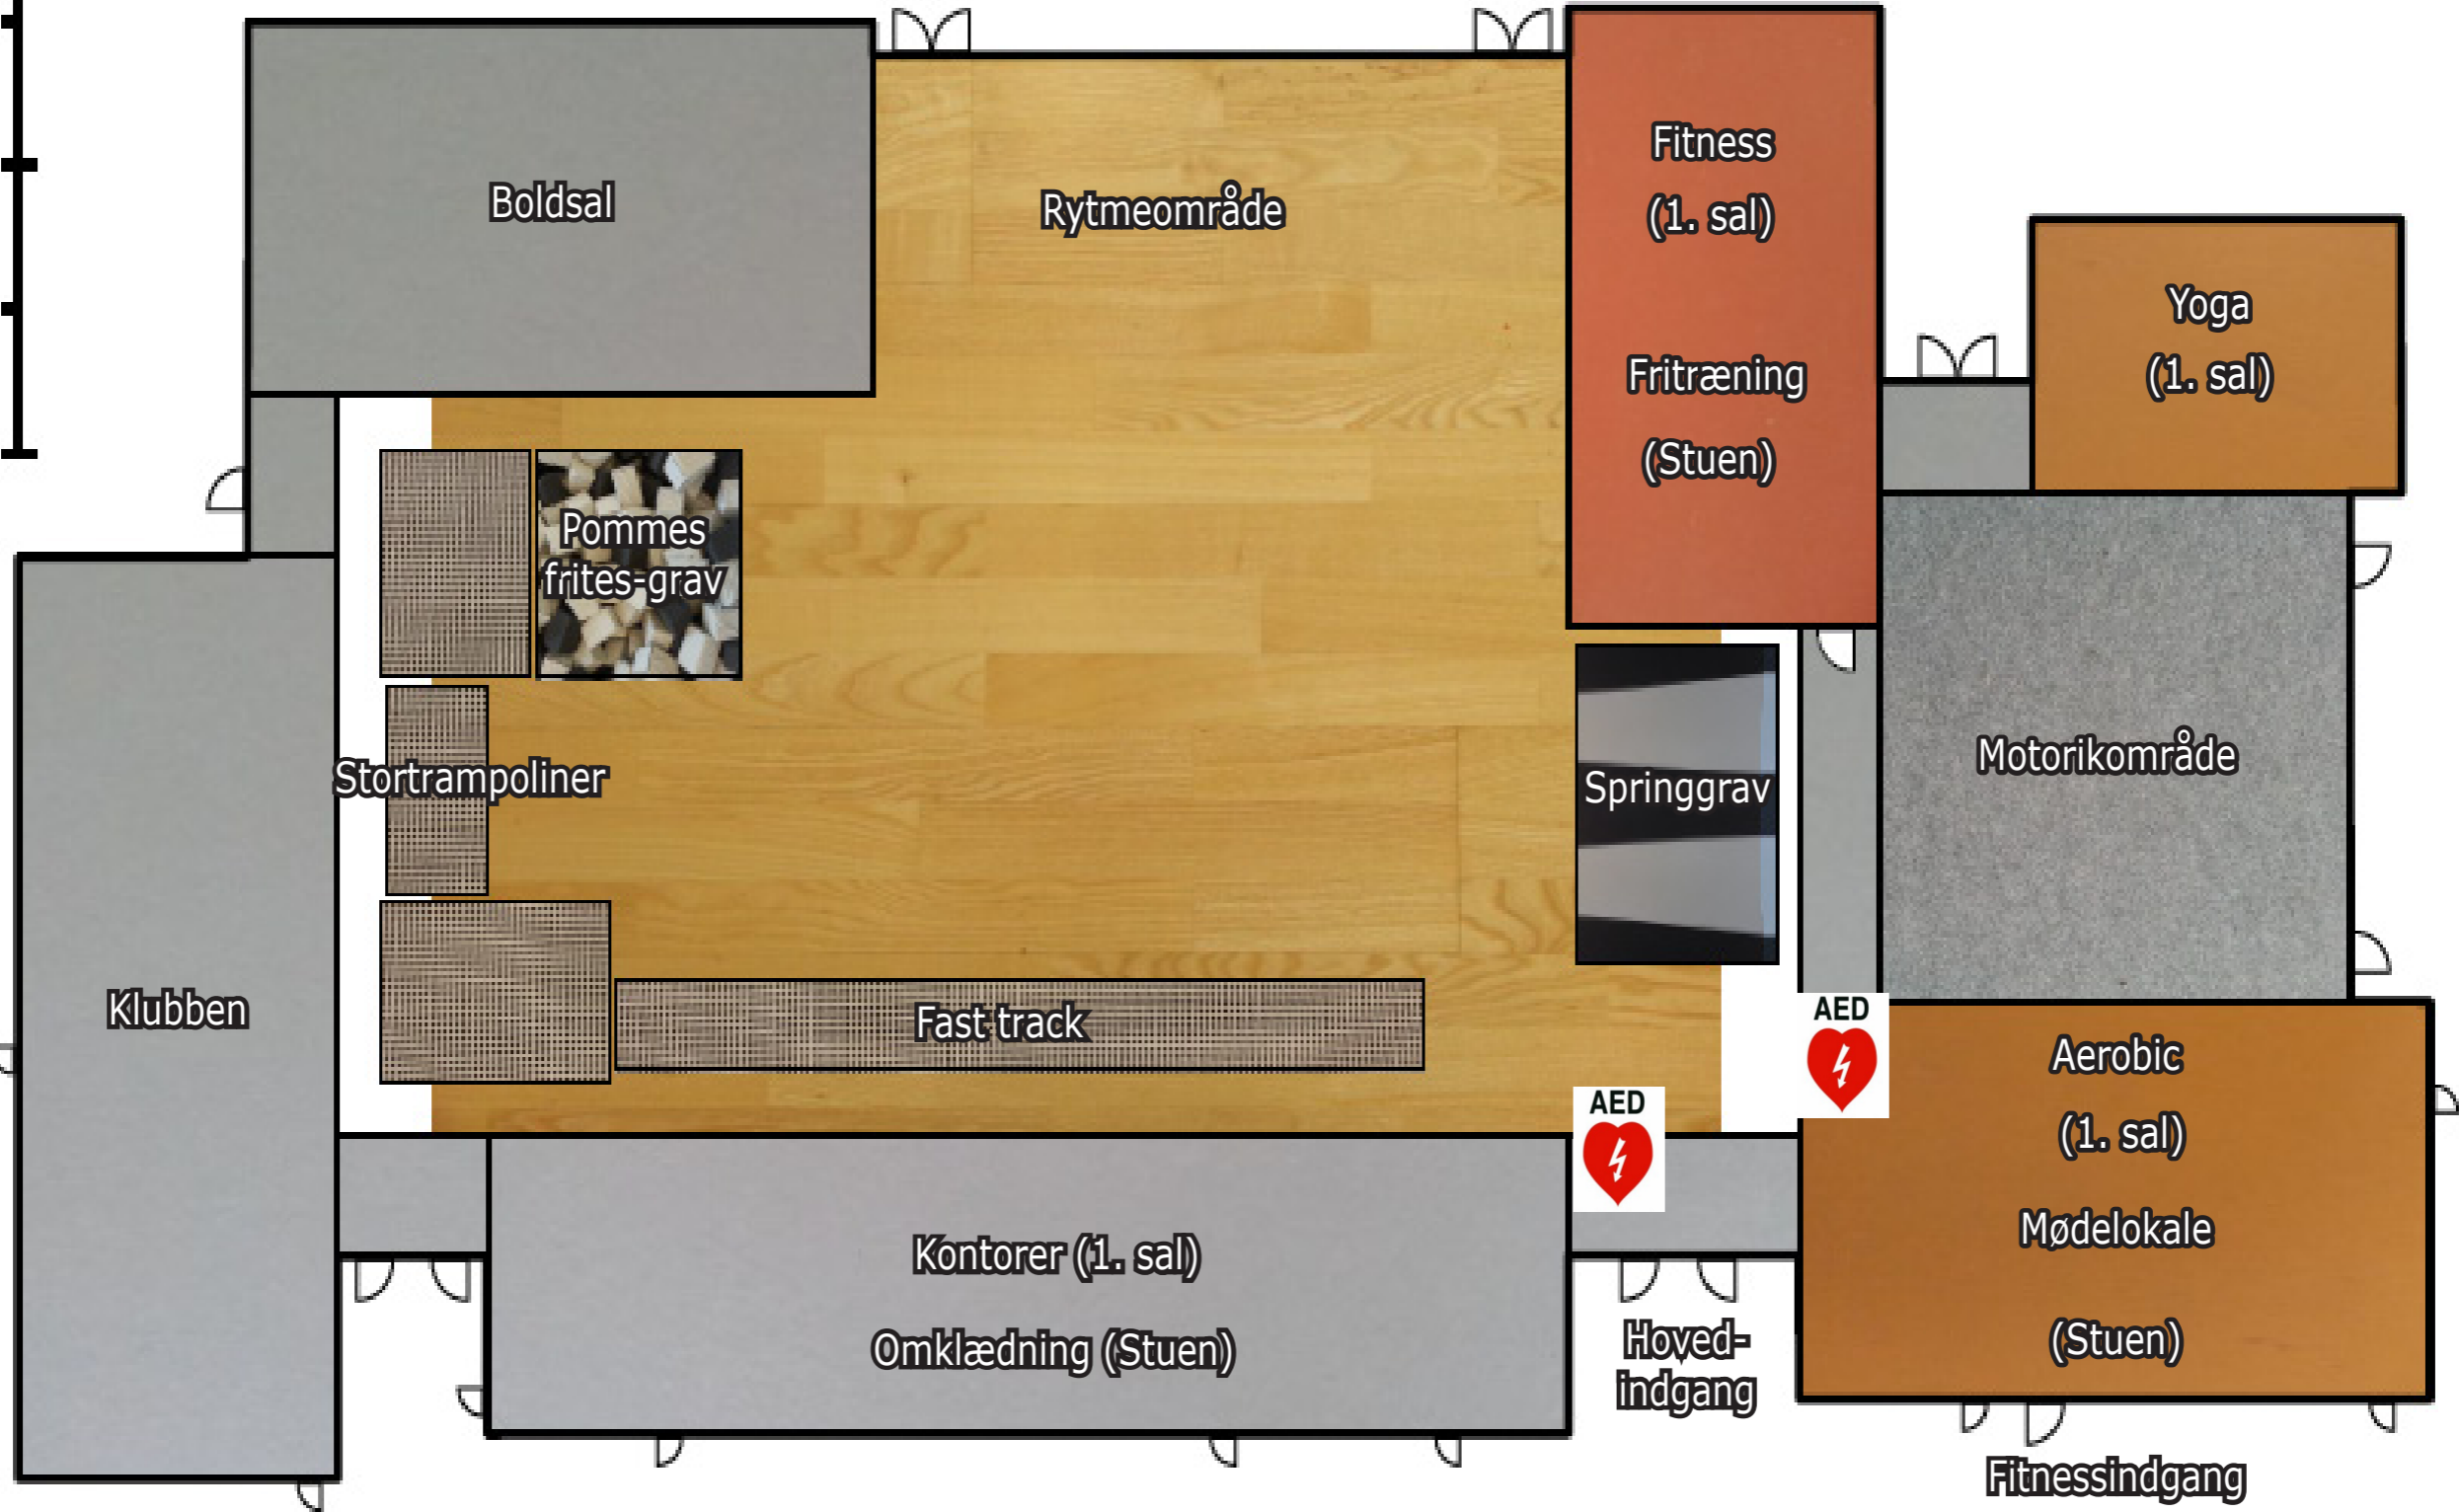 Boldsal
Rytmeområde
Fitness
(1. sal)
Fritræning
(Stuen)
Yoga
(1. sal)
Pommes
frites-grav
Stortrampoliner
Springgrav
Motorikområde
Klubben
Fast track
AED
AED
Aerobic
(1. sal)
Mødelokale
(Stuen)
Kontorer (1. sal)
Omklædning (Stuen)
Hoved-
indgang
Fitnessindgang